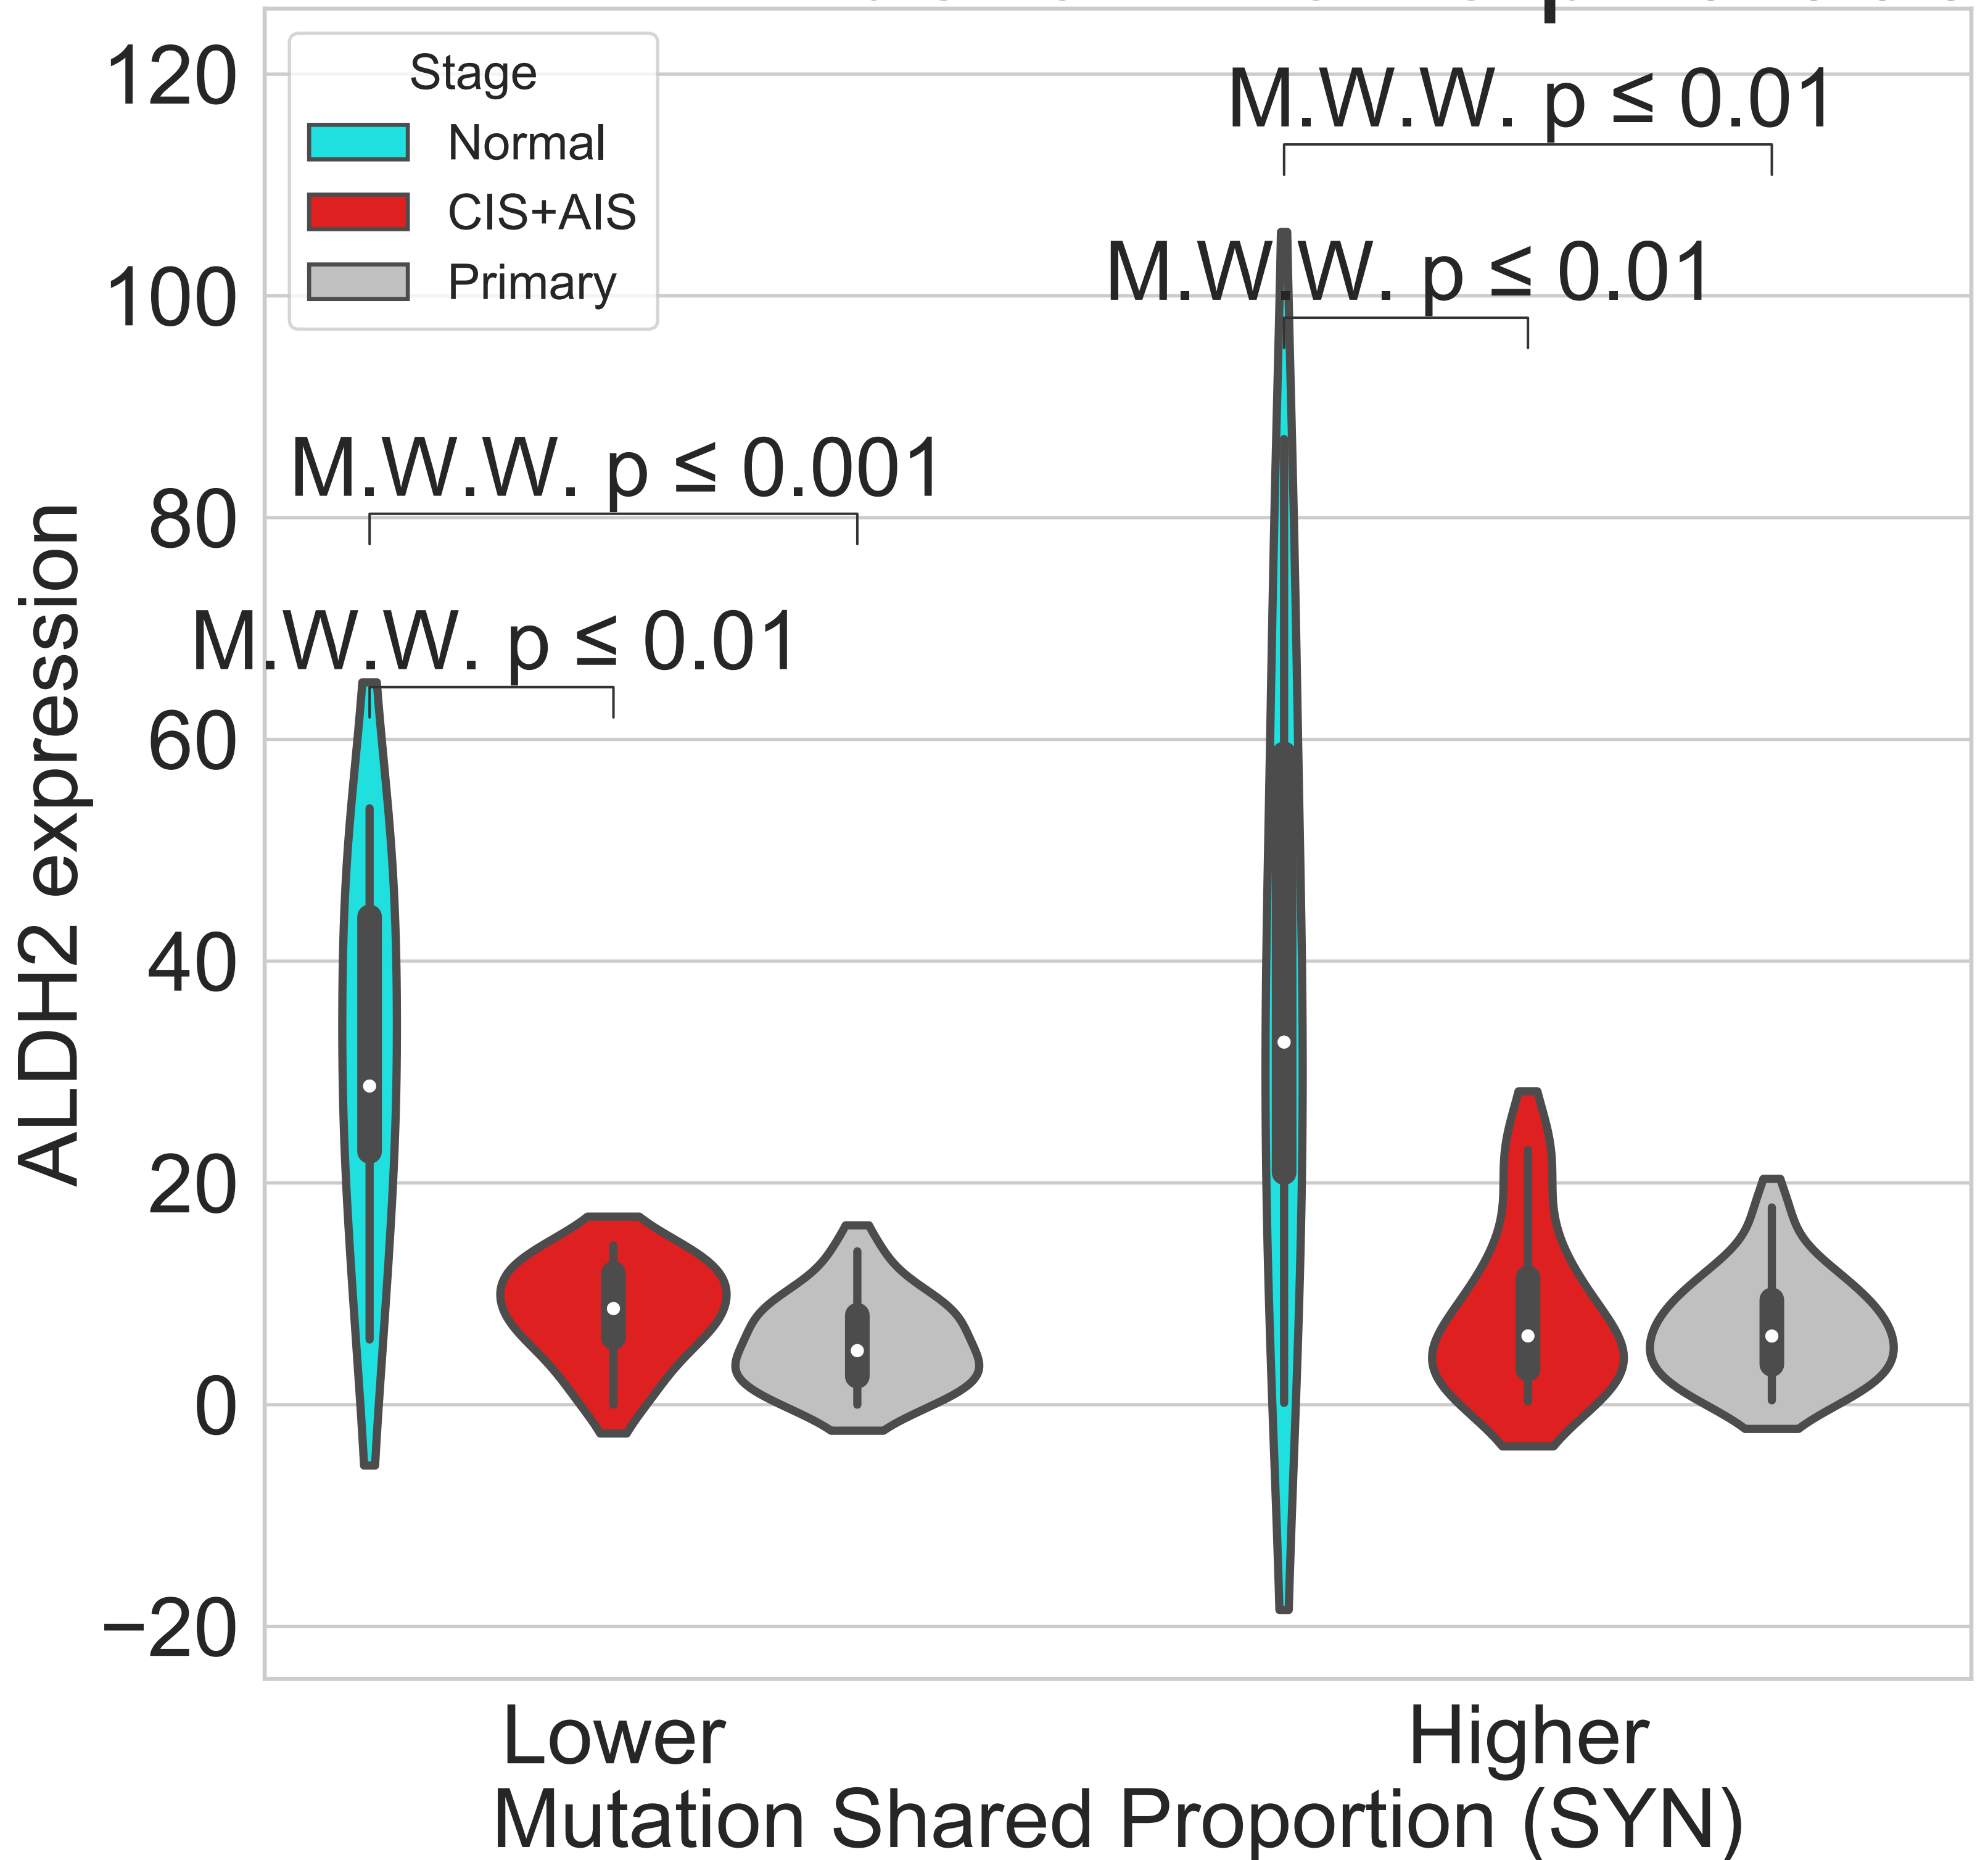 120
100
80
60
40
20
0
−20
ALDH2 expression
Stage
Normal
CIS+AIS
Primary
M.W.W. p ≤ 0.01
M.W.W. p ≤ 0.01
M.W.W. p ≤ 0.001
M.W.W. p ≤ 0.01
Lower
Higher
Mutation Shared Proportion (SYN)